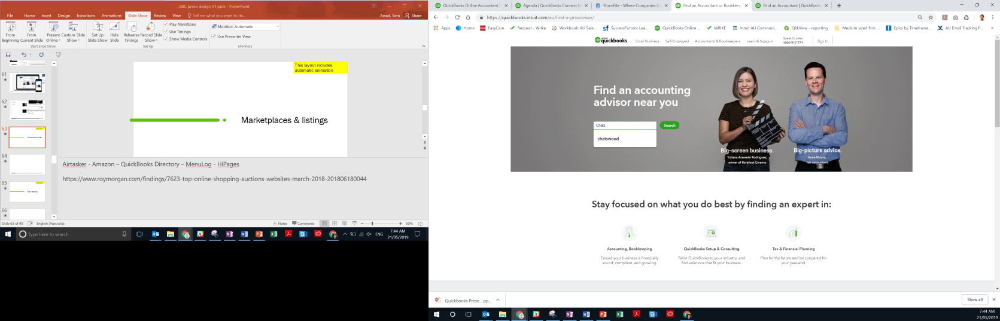 QBC preso design V1.pptx - PowerPoint
File Home Insert Design Transitions Animations Slide Show Review View Tell me what you want to do... Awad, Sera Share
From Beginning
From Current Slide
Present Online
Custom Slide Show
Set Up Slide Show
Hide Slide
Rehearse Timings
Record Slide Show
Play Narrations
Use Timings
Show Media Controls
Monitor: Automatic
Use Presenter View
Start Slide Show Set Up Monitors
61
62
63
64
65
66
This layout includes
automatic animation
Marketplaces & listings
Airtasker - Amazon – QuickBooks Directory – MenuLog - HiPages
https://www.roymorgan.com/findings/7623-top-online-shopping-auctions-websites-march-2018-201806180044
Slide 63 of 99 English (Australia) Notes Comments 50%
Type here to search
ENG
7:44 AM
21/05/2019
QuickBooks Online Accountant | Agenda | QuickBooks Connect M ShareFile - Where Companies Co Find an Accountant or Bookkeep Find an Accountant | QuickBooks
https://quickbooks.intuit.com/au/find-a-proadvisor/
Apps Home EasyCare Request - Wrike Workbook: AU Sale... SuccessFactors: Lea... QuickBooks Online ... WRIKE Intuit AU Communi... QlikView - reporting Medium sized firm ... Epics by Timeframe... AU Email Tracking P...
intuit quickbooks. Small Business Self-Employed Accountants & Bookkeepers Learn & Support Speak to sales 1800 917 771 Sign In
Find an accounting
advisor near you
Chats
Search
chatswood
Big-screen business.
Yuliana Acevedo Rodriguez,
owner of Barefoot Cinema.
Big-picture advice.
Kane Munro,
her accountant.
Stay focused on what you do best by finding an expert in:
Accounting, Bookkeeping
Ensure your business is financially
sound, compliant, and growing.
QuickBooks Setup & Consulting
Tailor QuickBooks to your industry, and
find solutions that fit your business.
Tax & Financial Planning
Plan for the future and be prepared for
your year-end.
Quickbooks Prese....pp...
Show all
7:44 AM
21/05/2019